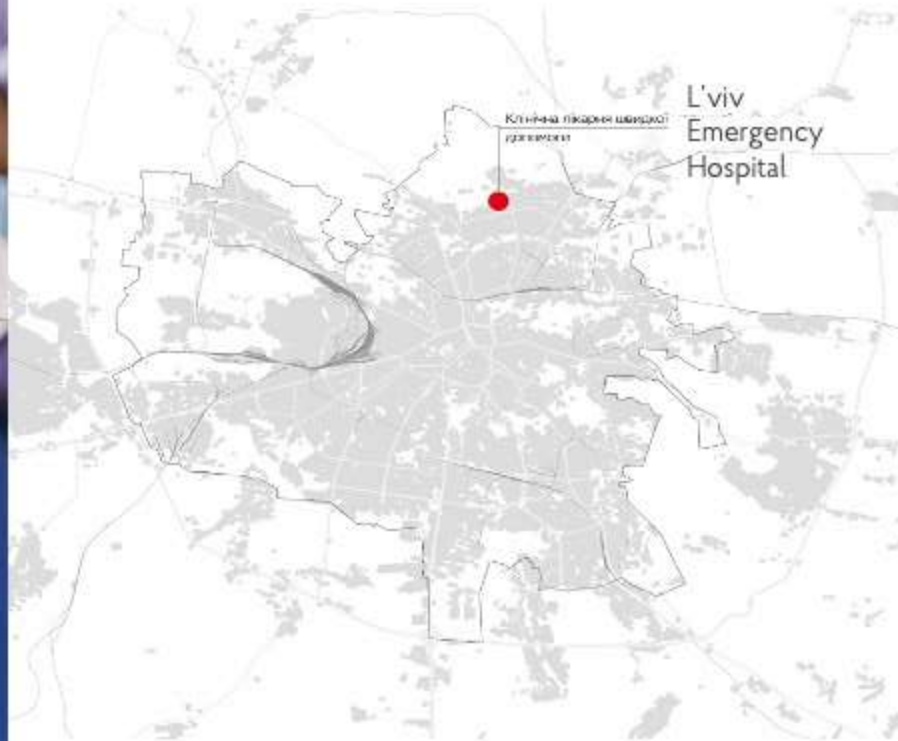 Клінічна лікарня швидкої
допомоги
L'viv
Emergency
Hospital